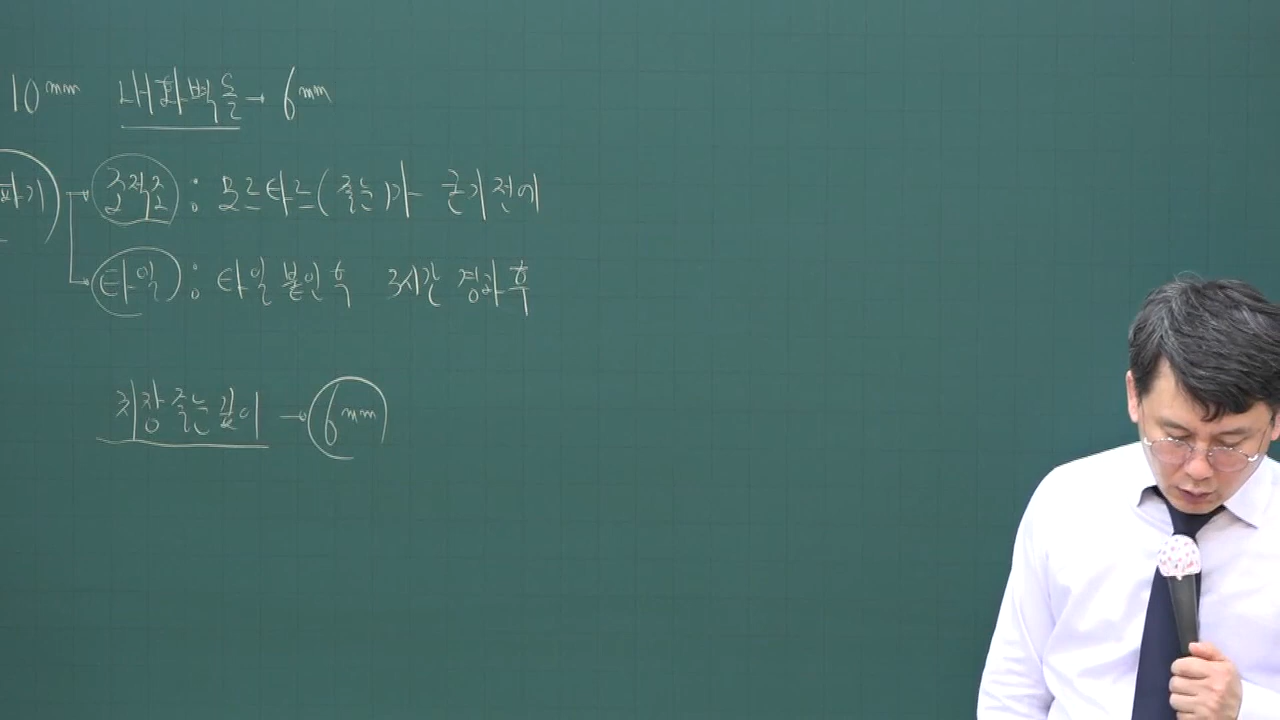 10mm 내화벽돌 → 6mm
파기 → 조적조 : 모르타르(줄눈)가 굳기전에
타일 : 타일 붙인 후 3시간 경과 후
치장 줄눈 깊이 → 6mm